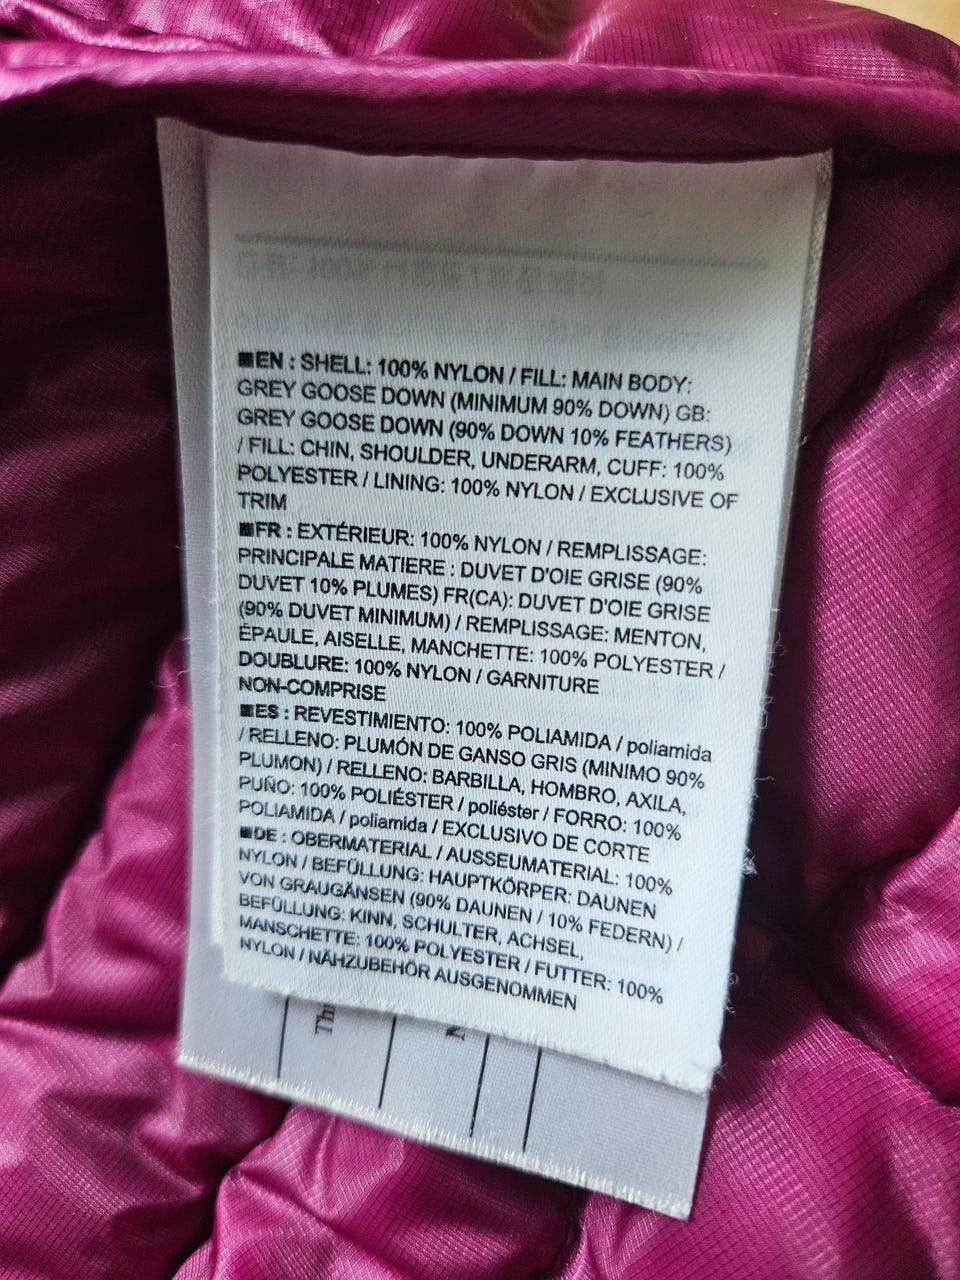 ■EN : SHELL: 100% NYLON / FILL: MAIN BODY:
GREY GOOSE DOWN (MINIMUM 90% DOWN) GB:
GREY GOOSE DOWN (90% DOWN 10% FEATHERS)
/ FILL: CHIN, SHOULDER, UNDERARM, CUFF: 100%
POLYESTER / LINING: 100% NYLON / EXCLUSIVE OF
TRIM
■FR : EXTÉRIEUR: 100% NYLON / REMPLISSAGE:
PRINCIPALE MATIERE : DUVET D'OIE GRISE (90%
DUVET 10% PLUMES) FR(CA): DUVET D'OIE GRISE
(90% DUVET MINIMUM) / REMPLISSAGE: MENTON,
ÉPAULE, AISELLE, MANCHETTE: 100% POLYESTER /
DOUBLURE: 100% NYLON / GARNITURE
NON-COMPRISE
■ES : REVESTIMIENTO: 100% POLIAMIDA / poliamida
/ RELLENO: PLUMÓN DE GANSO GRIS (MINIMO 90%
PLUMON) / RELLENO: BARBILLA, HOMBRO, AXILA,
PUÑO: 100% POLIÉSTER / poliéster / FORRO: 100%
POLIAMIDA / poliamida / EXCLUSIVO DE CORTE
■DE : OBERMATERIAL / AUSSEUMATERIAL: 100%
NYLON / BEFÜLLUNG: HAUPTKÖRPER: DAUNEN
VON GRAUGÄNSEN (90% DAUNEN / 10% FEDERN) /
BEFÜLLUNG: KINN, SCHULTER, ACHSEL,
MANSCHETTE: 100% POLYESTER / FUTTER: 100%
NYLON / NÄHZUBEHÖR AUSGENOMMEN